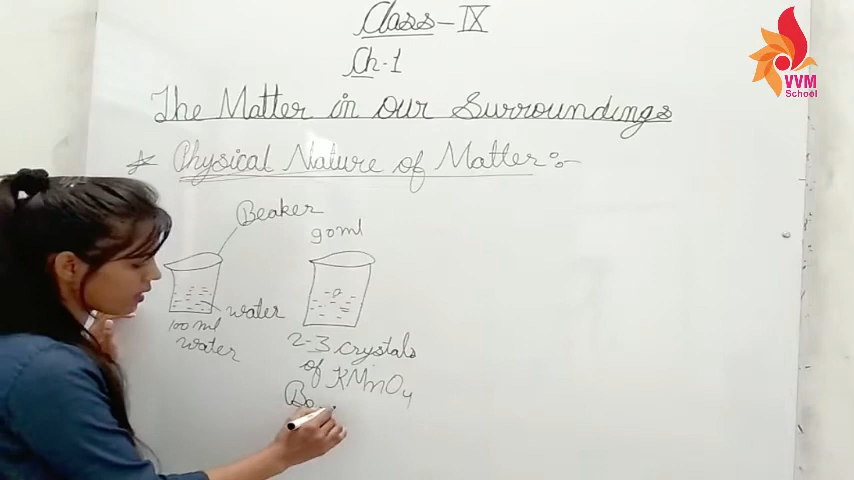 Class-IX
Ch-1
The Matter in our Surroundings
Physical Nature of Matter:-
Beaker
90ml
water
100 ml
water
2-3 crystals
of KMnO4
Bo
VVM
School